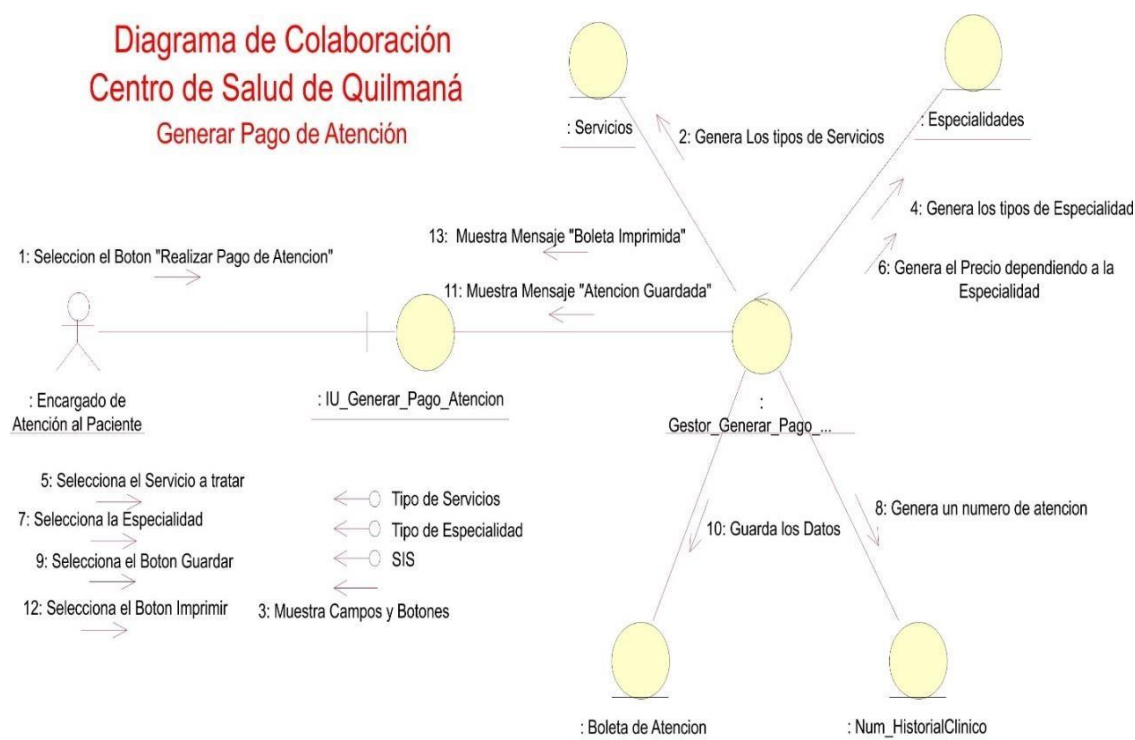 Diagrama de Colaboración
Centro de Salud de Quilmaná
Generar Pago de Atención
: Servicios
: Especialidades
2: Genera Los tipos de Servicios
4: Genera los tipos de Especialidad
6: Genera el Precio dependiendo a la
Especialidad
13: Muestra Mensaje "Boleta Imprimida"
1: Seleccion el Boton "Realizar Pago de Atencion"
11: Muestra Mensaje "Atencion Guardada"
: Encargado de
Atención al Paciente
: IU_Generar_Pago_Atencion
:
Gestor_Generar_Pago_...
5: Selecciona el Servicio a tratar
7: Selecciona la Especialidad
9: Selecciona el Boton Guardar
12: Selecciona el Boton Imprimir
Tipo de Servicios
Tipo de Especialidad
SIS
3: Muestra Campos y Botones
10: Guarda los Datos
8: Genera un numero de atencion
: Boleta de Atencion
: Num_HistorialClinico